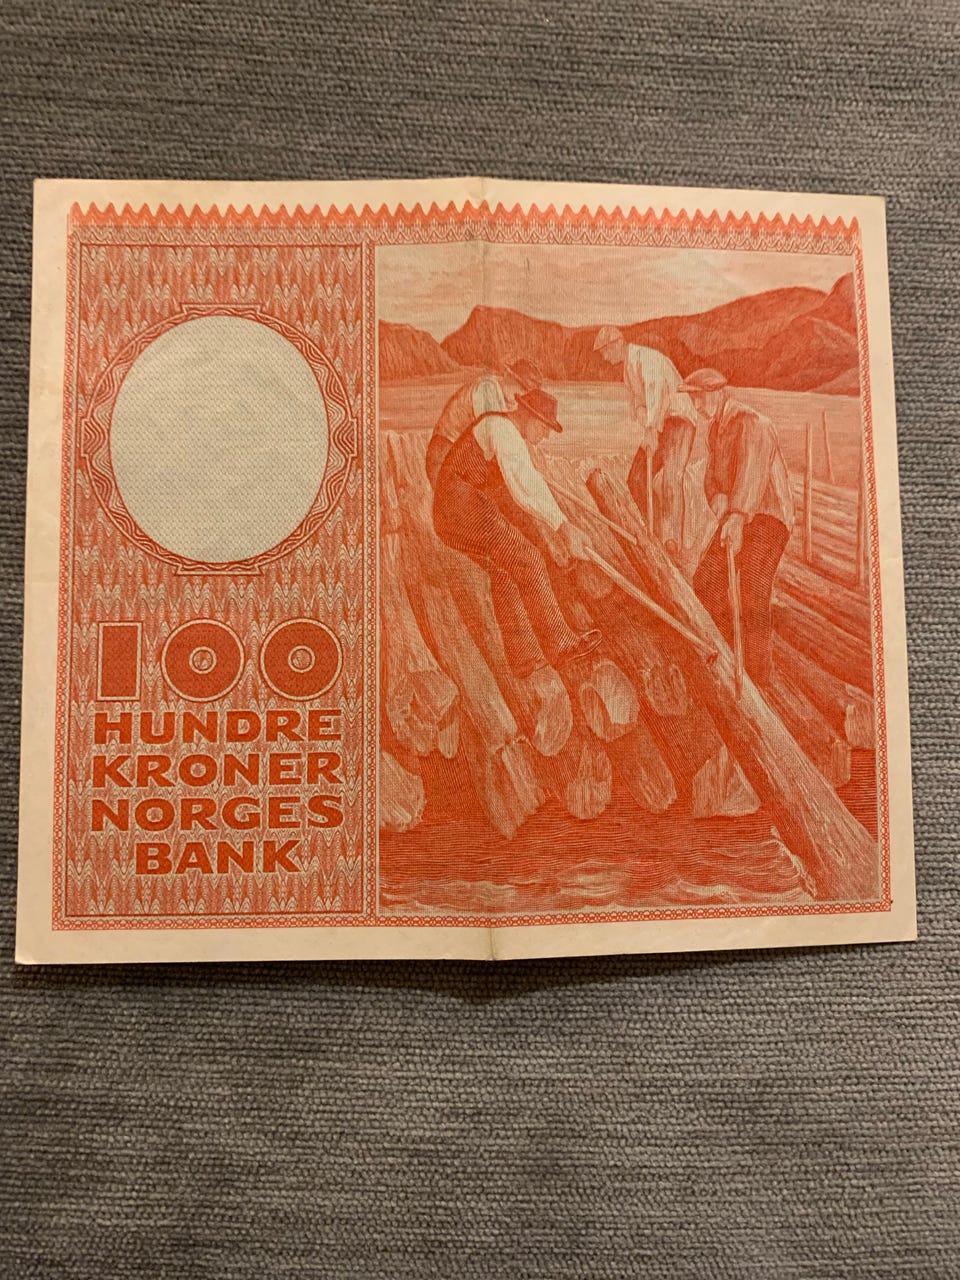 100
HUNDRE
KRONER
NORGES
BANK